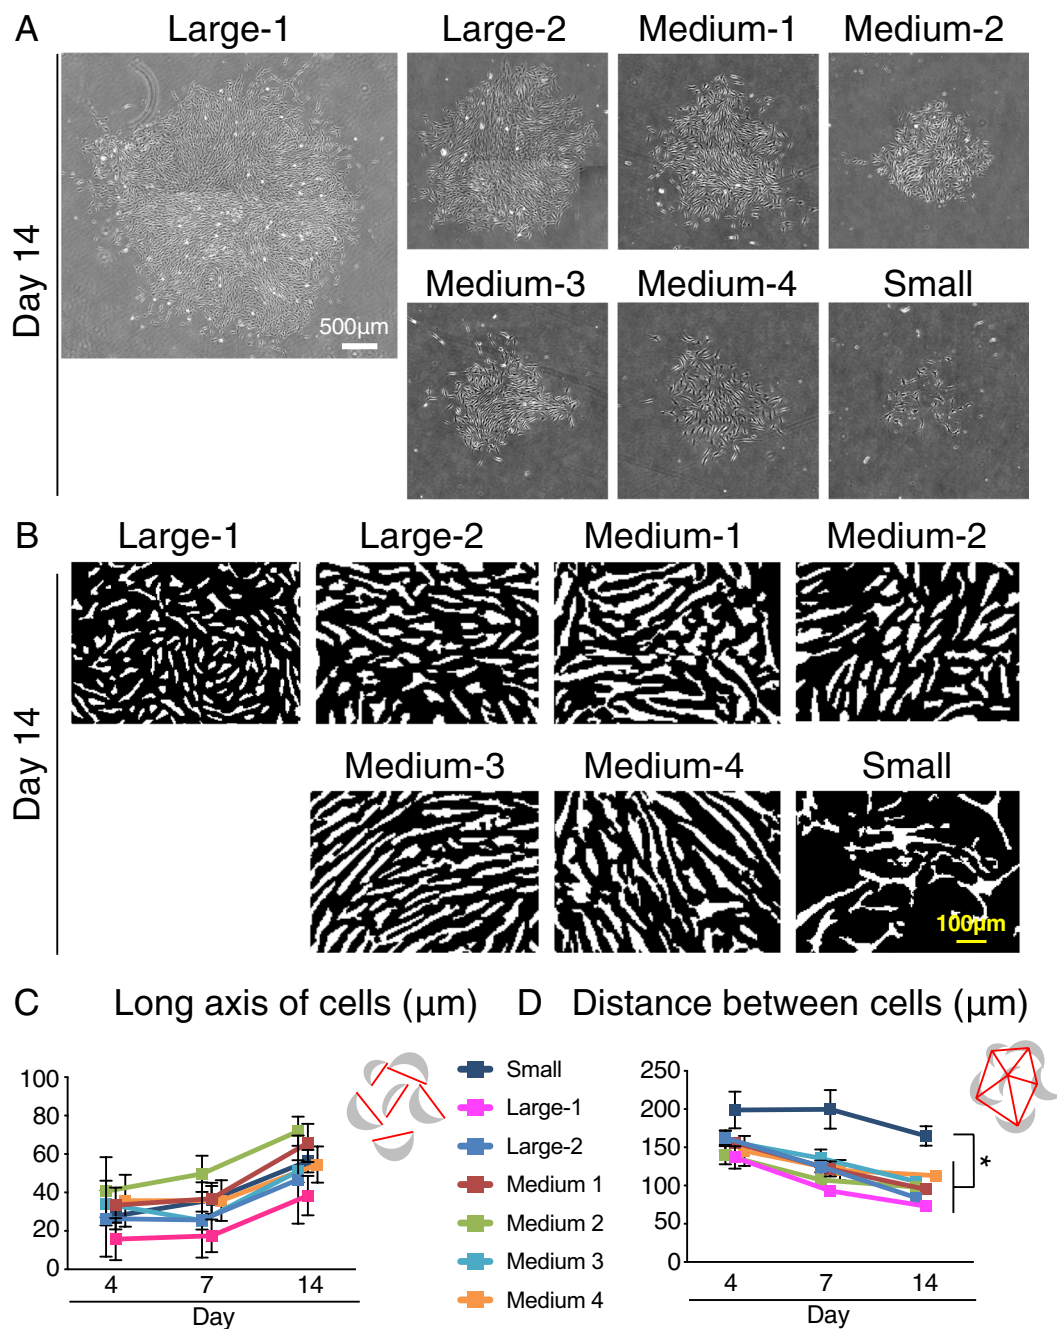 A
Large-1
Large-2
Medium-1
Medium-2
Day 14
500µm
Medium-3
Medium-4
Small
B
Large-1
Large-2
Medium-1
Medium-2
Day 14
Medium-3
Medium-4
Small
100µm
C Long axis of cells (µm)
D Distance between cells (µm)
100
80
60
40
20
0
4 7 14
Day
Small
Large-1
Large-2
Medium 1
Medium 2
Medium 3
Medium 4
250
200
150
100
50
0
*
4 7 14
Day